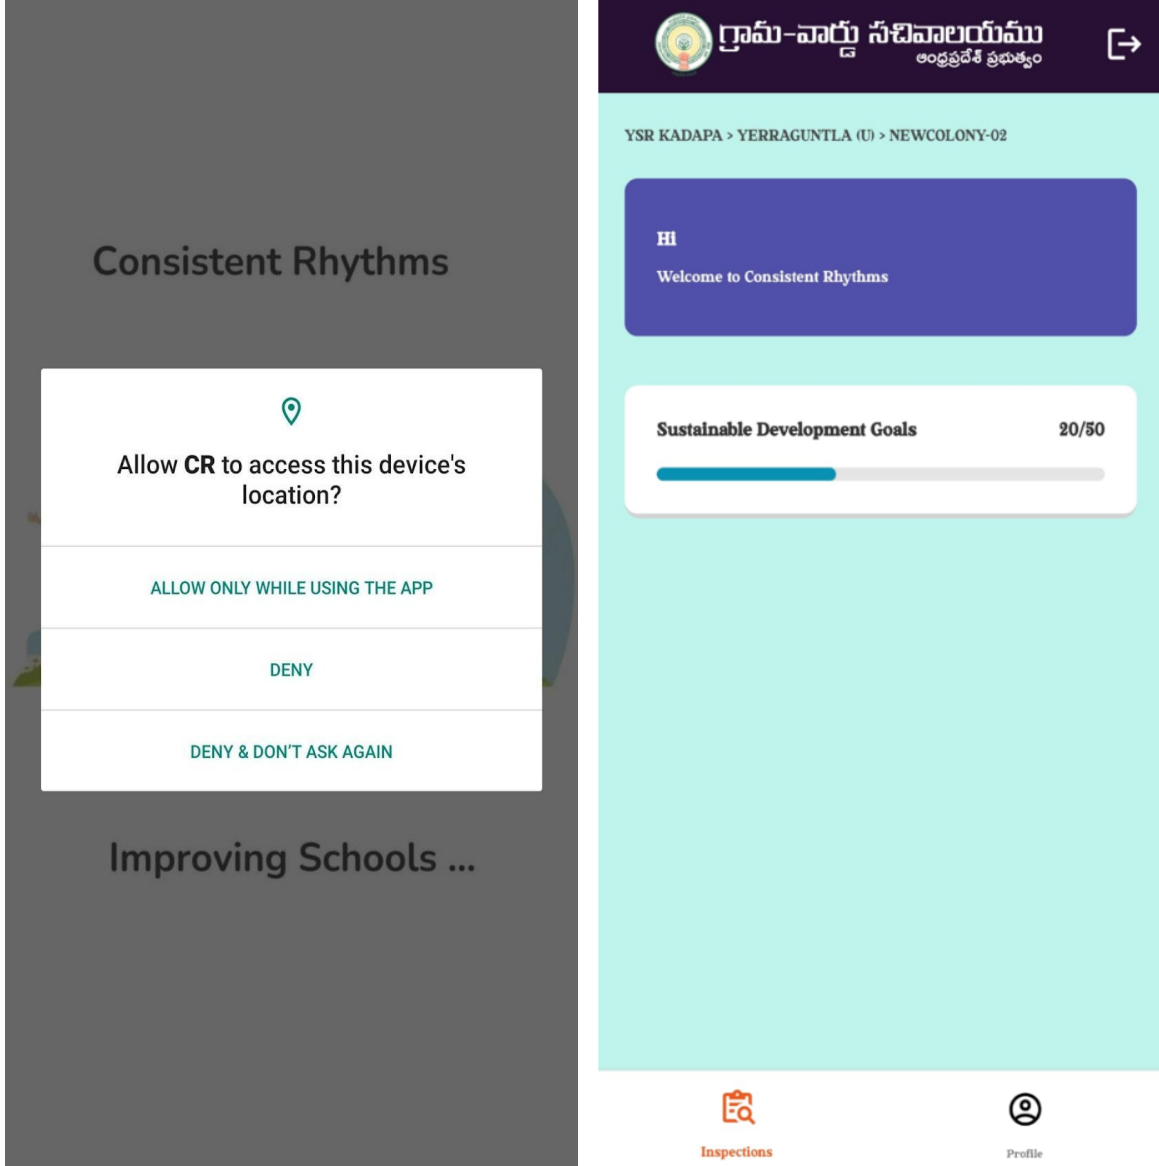 Consistent Rhythms
Allow CR to access this device's
location?
ALLOW ONLY WHILE USING THE APP
DENY
DENY & DON'T ASK AGAIN
Improving Schools ...
గ్రామ-వార్డు సచివాలయము
ఆంధ్రప్రదేశ్ ప్రభుత్వం
YSR KADAPA > YERRAGUNTLA (U) > NEWCOLONY-02
Hi
Welcome to Consistent Rhythms
Sustainable Development Goals 20/50
Inspections
Profile